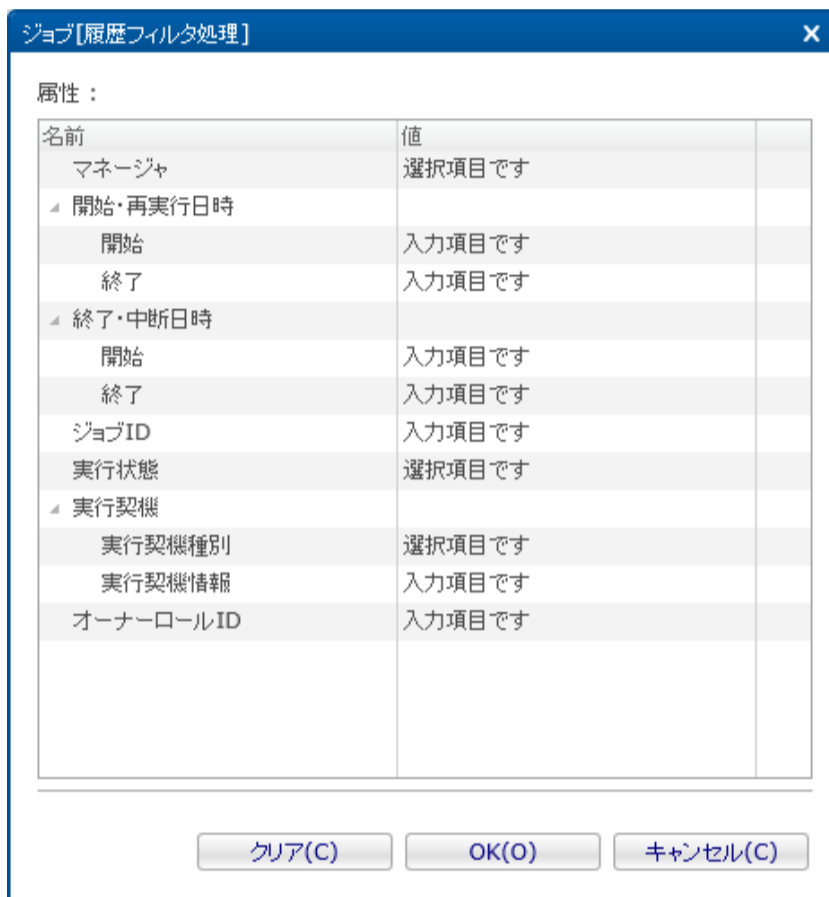 ジョブ[履歴フィルタ処理]
属性：
名前 値
マネージャ 選択項目です
開始・再実行日時
開始 入力項目です
終了 入力項目です
終了・中断日時
開始 入力項目です
終了 入力項目です
ジョブID 入力項目です
実行状態 選択項目です
実行契機
実行契機種別 選択項目です
実行契機情報 入力項目です
オーナーロールID 入力項目です
クリア(C) OK(O) キャンセル(C)